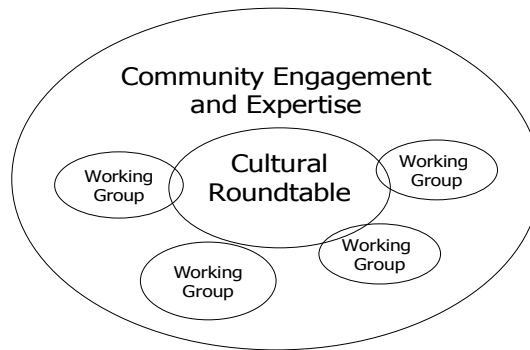 Community Engagement
and Expertise
Cultural
Roundtable
Working
Group
Working
Group
Working
Group
Working
Group